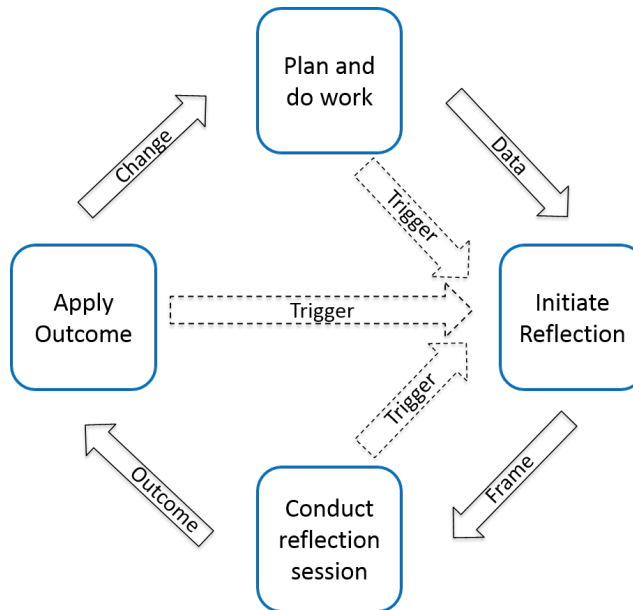 Plan and
do work
Change
Data
Trigger
Apply
Outcome
Trigger
Initiate
Reflection
Trigger
Outcome
Frame
Conduct
reflection
session